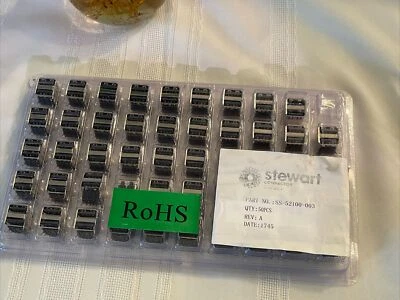 stewart
CONNECTOR
PART NO.:SS-52100-003
QTY:50PCS
REV: A
DATE:1745
RoHS